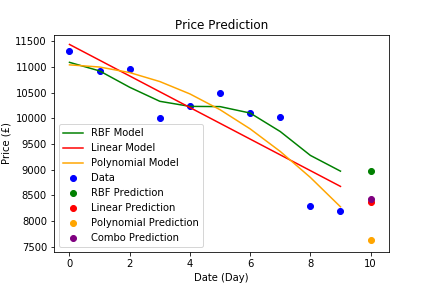 Price Prediction
11500
11000
10500
10000
9500
9000
8500
8000
7500
Price (£)
RBF Model
Linear Model
Polynomial Model
Data
RBF Prediction
Linear Prediction
Polynomial Prediction
Combo Prediction
0 2 4 6 8 10
Date (Day)